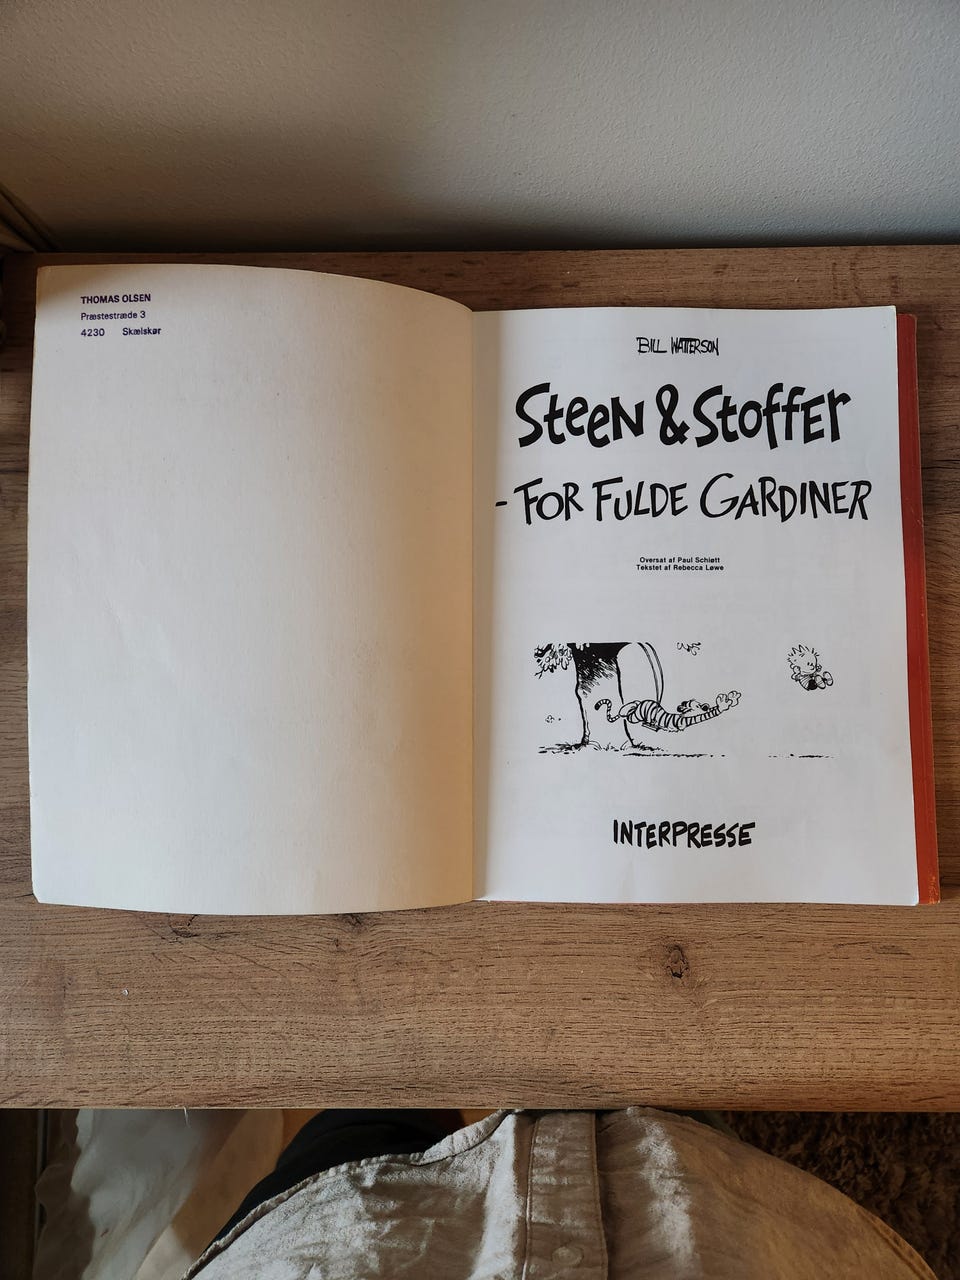 THOMAS OLSEN
Præstestræde 3
4230 Skælskør
BILL WATTERSON
Steen & Stoffer
- FOR FULDE GARDINER
Oversat af Paul Schiøtt
Tekstet af Rebecca Løwe
INTERPRESSE